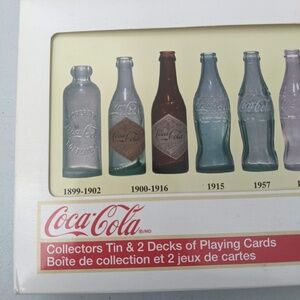 1899-1902 1900-1916 1915 1957
Coca-Cola
Collectors Tin & 2 Decks of Playing Cards
Boîte de collection et 2 jeux de cartes